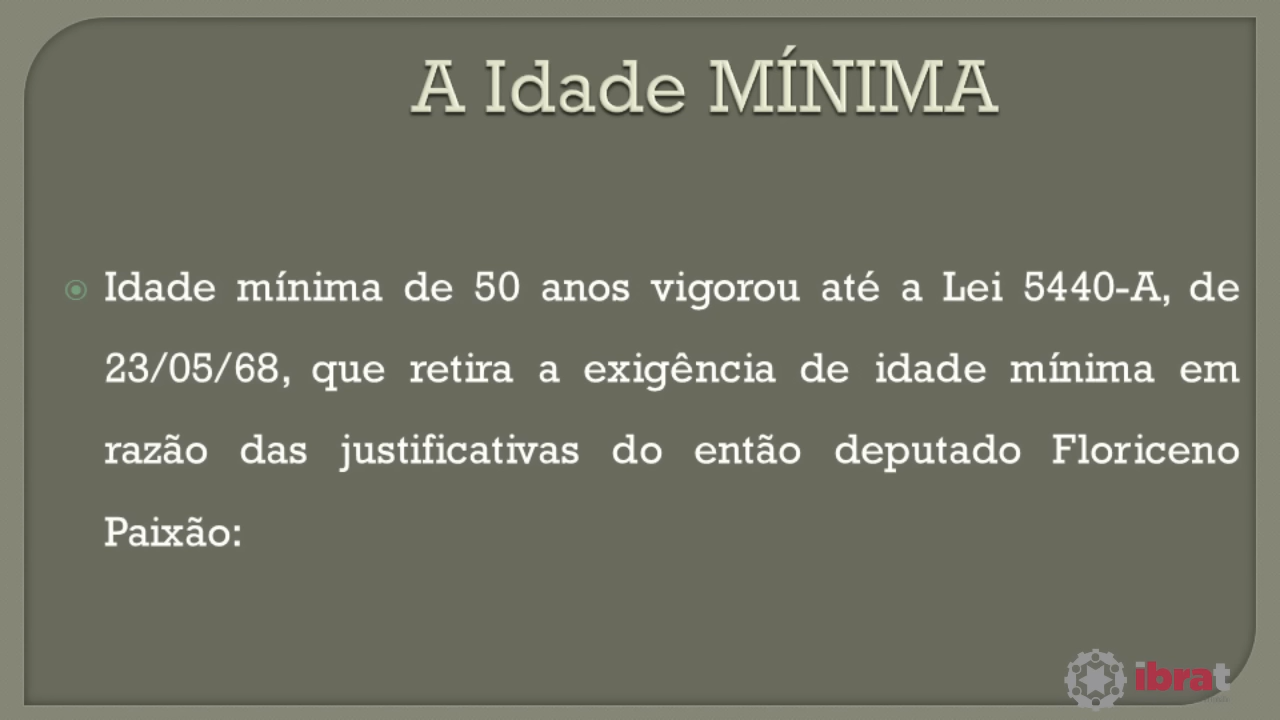 A Idade MÍNIMA
Idade mínima de 50 anos vigorou até a Lei 5440-A, de
23/05/68, que retira a exigência de idade mínima em
razão das justificativas do então deputado Floriceno
Paixão:
ibrat